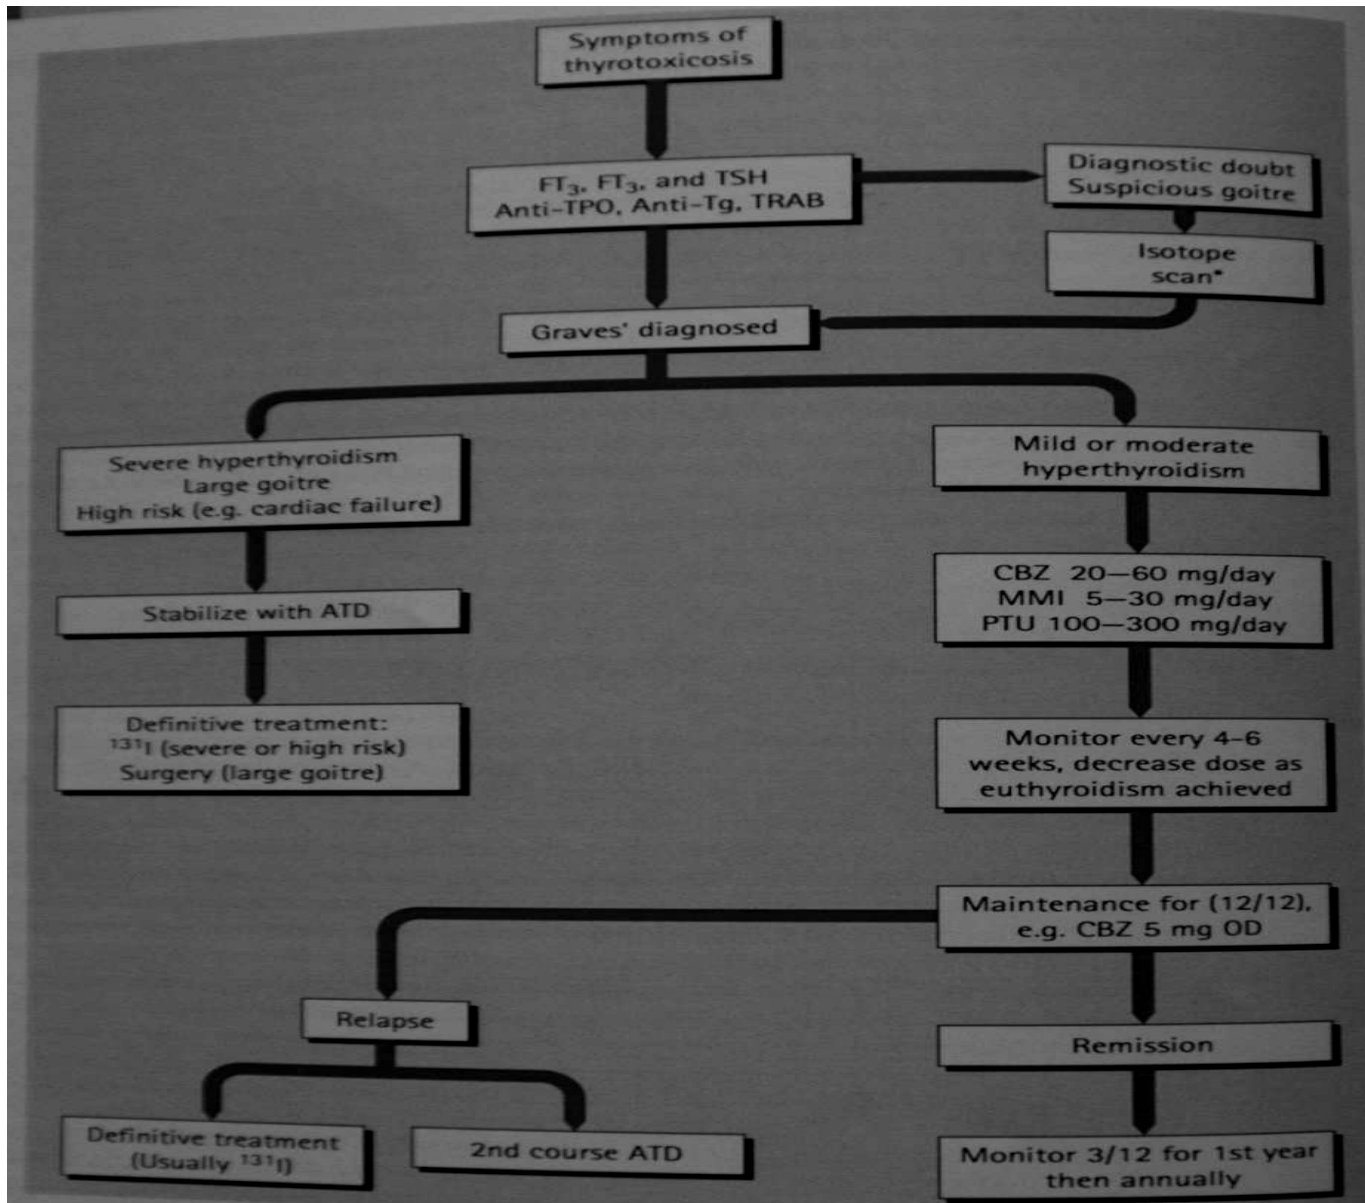 Symptoms of
thyrotoxicosis
FT₃, FT₃, and TSH
Anti-TPO, Anti-Tg, TRAB
Diagnostic doubt
Suspicious goitre
Isotope
scan*
Graves' diagnosed
Severe hyperthyroidism
Large goitre
High risk (e.g. cardiac failure)
Stabilize with ATD
Definitive treatment:
¹³¹I (severe or high risk)
Surgery (large goitre)
Mild or moderate
hyperthyroidism
CBZ 20–60 mg/day
MMI 5–30 mg/day
PTU 100–300 mg/day
Monitor every 4–6
weeks, decrease dose as
euthyroidism achieved
Maintenance for (12/12),
e.g. CBZ 5 mg OD
Relapse
Definitive treatment
(Usually ¹³¹I)
2nd course ATD
Remission
Monitor 3/12 for 1st year
then annually